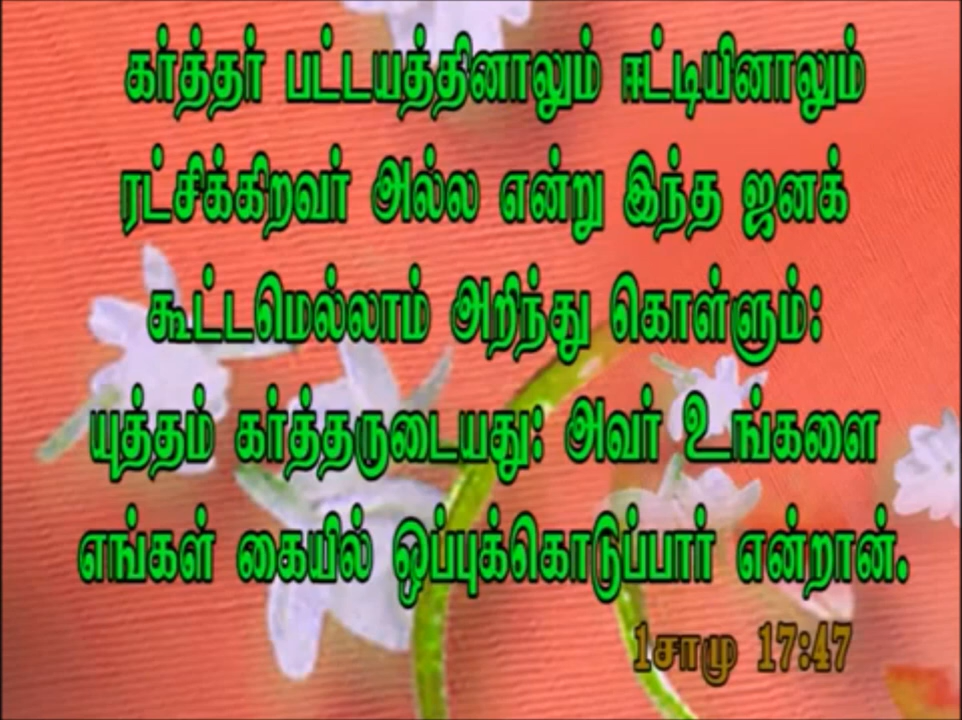 கர்த்தர் பட்டயத்தினாலும் ஈட்டியினாலும்
ரட்சிக்கிறவர் அல்ல என்று இந்த ஜனக்
கூட்டமெல்லாம் அறிந்து கொள்ளும்:
யுத்தம் கர்த்தருடையது: அவர் உங்களை
எங்கள் கையில் ஒப்புக்கொடுப்பார் என்றான்.
1சாமு 17:47